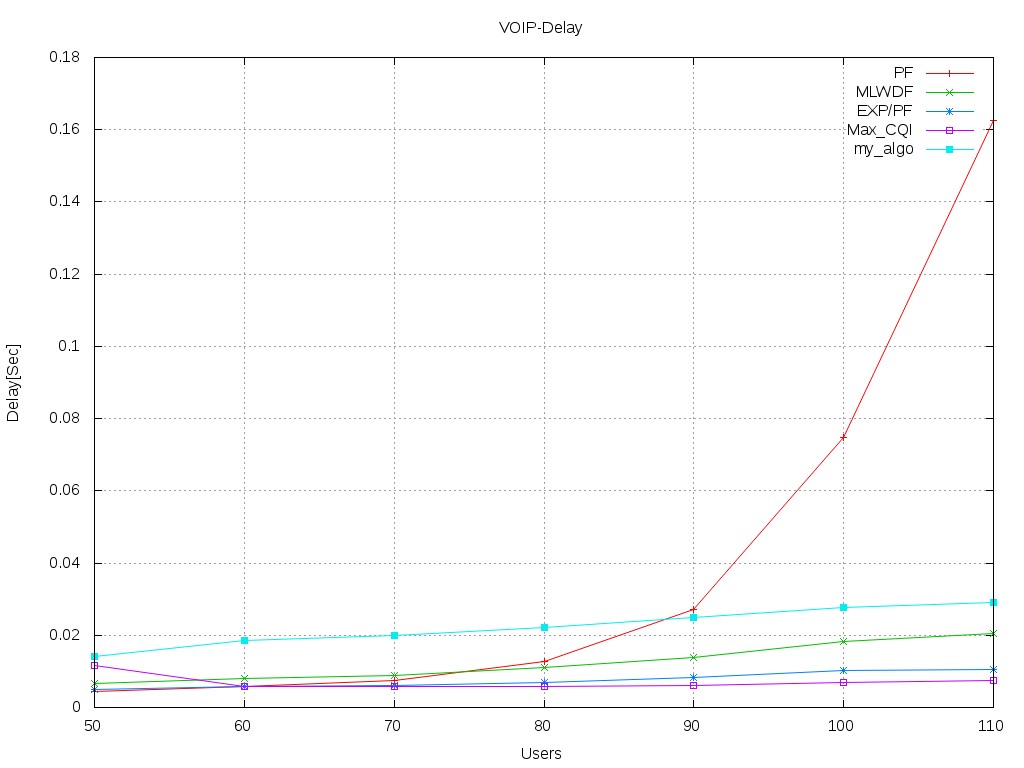 VOIP-Delay
0.18
0.16
0.14
0.12
0.1
0.08
0.06
0.04
0.02
0
Delay[Sec]
PF
MLWDF
EXP/PF
Max_CQI
my_algo
50 60 70 80 90 100 110
Users